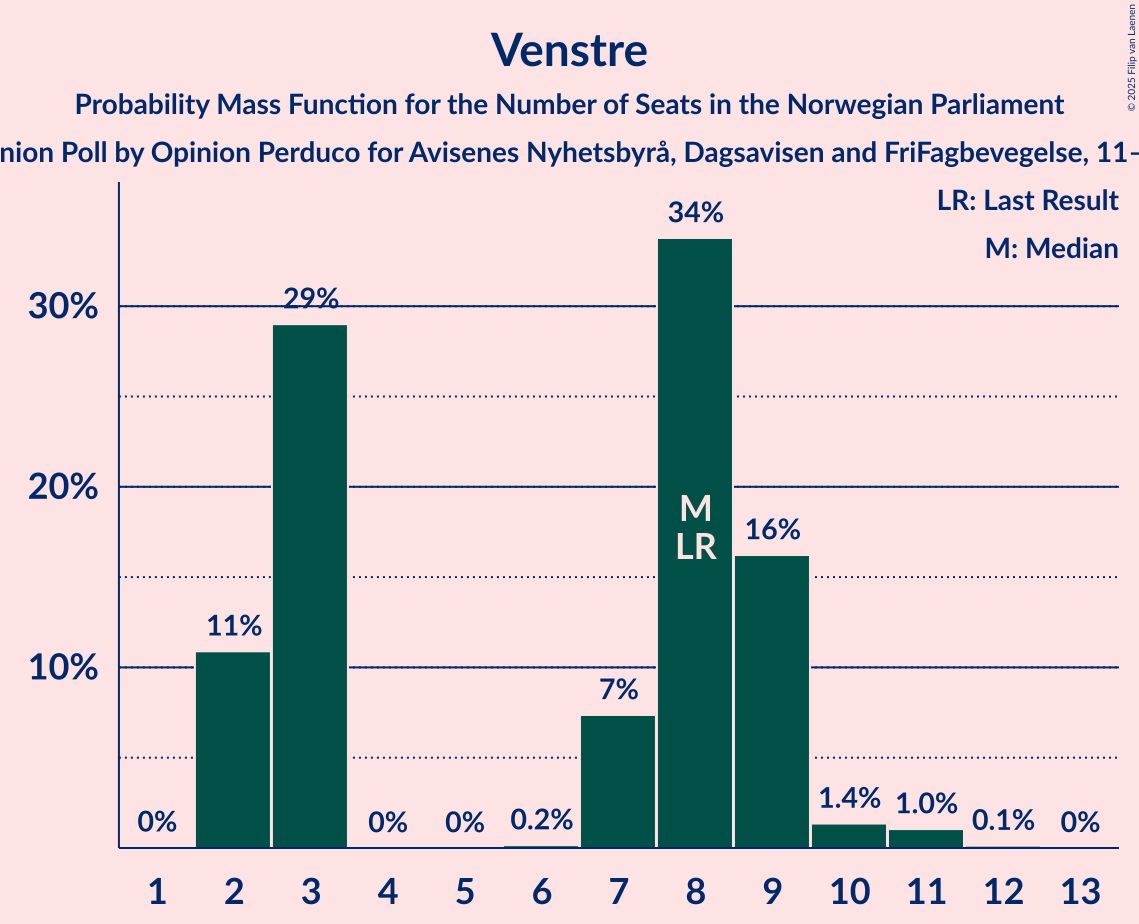 © 2025 Filip van Laenen
Venstre
Probability Mass Function for the Number of Seats in the Norwegian Parliament
nion Poll by Opinion Perduco for Avisenes Nyhetsbyrå, Dagsavisen and FriFagbevegelse, 11–
LR: Last Result
M: Median
34%
29%
30%
M
LR
20%
16%
11%
10%
7%
0%
0%
0%
0.2%
1.4%
1.0%
0.1%
0%
1 2 3 4 5 6 7 8 9 10 11 12 13